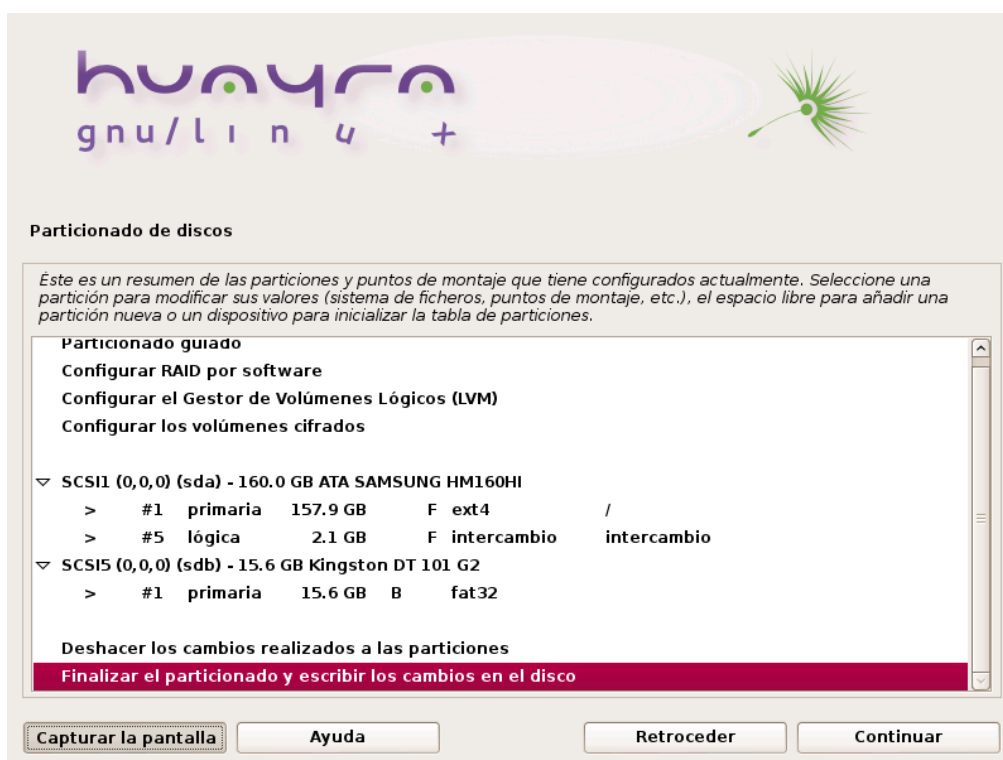 huayra
gnu/linux +
Particionado de discos
Éste es un resumen de las particiones y puntos de montaje que tiene configurados actualmente. Seleccione una
partición para modificar sus valores (sistema de ficheros, puntos de montaje, etc.), el espacio libre para añadir una
partición nueva o un dispositivo para inicializar la tabla de particiones.
Particionado guiado
Configurar RAID por software
Configurar el Gestor de Volúmenes Lógicos (LVM)
Configurar los volúmenes cifrados
SCSI1 (0,0,0) (sda) - 160.0 GB ATA SAMSUNG HM160HI
> #1 primaria 157.9 GB F ext4 /
> #5 lógica 2.1 GB F intercambio intercambio
SCSI5 (0,0,0) (sdb) - 15.6 GB Kingston DT 101 G2
> #1 primaria 15.6 GB B fat32
Deshacer los cambios realizados a las particiones
Finalizar el particionado y escribir los cambios en el disco
Capturar la pantalla Ayuda Retroceder Continuar